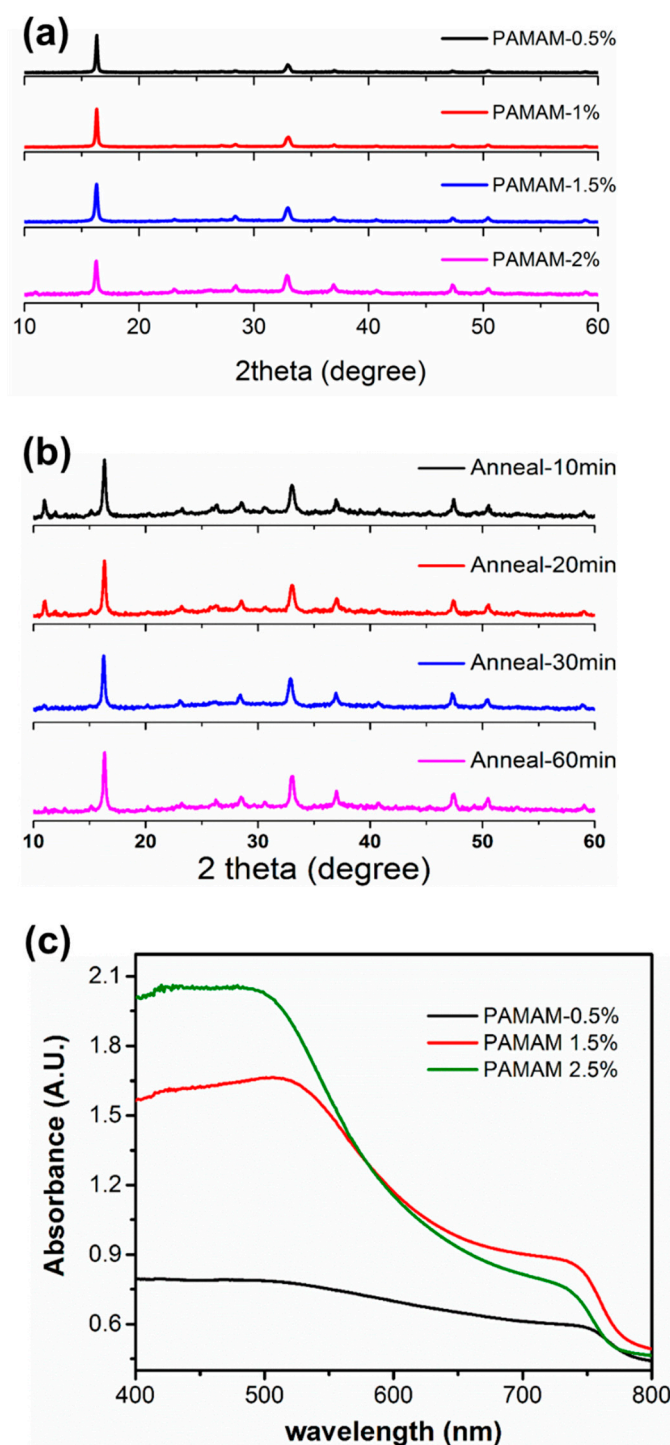 (a)
PAMAM-0.5%
PAMAM-1%
PAMAM-1.5%
PAMAM-2%
10 20 30 40 50 60
2theta (degree)
(b)
Anneal-10min
Anneal-20min
Anneal-30min
Anneal-60min
10 20 30 40 50 60
2 theta (degree)
(c)
2.1
1.8
1.5
1.2
0.9
0.6
Absorbance (A.U.)
PAMAM-0.5%
PAMAM 1.5%
PAMAM 2.5%
400 500 600 700 800
wavelength (nm)